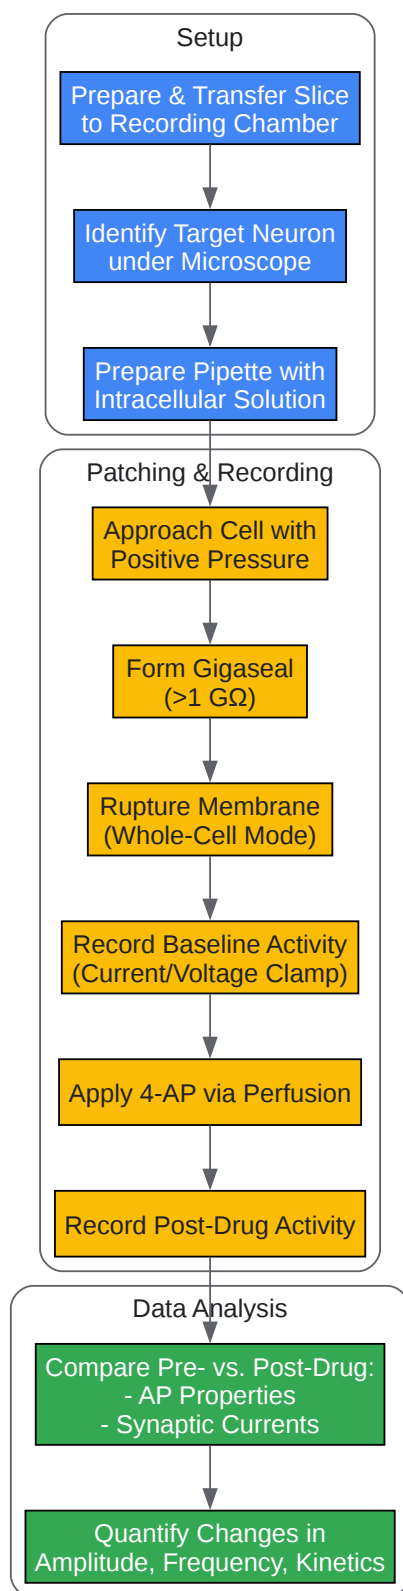 Setup
Prepare & Transfer Slice
to Recording Chamber
Identify Target Neuron
under Microscope
Prepare Pipette with
Intracellular Solution
Patching & Recording
Approach Cell with
Positive Pressure
Form Gigaseal
(>1 GΩ)
Rupture Membrane
(Whole-Cell Mode)
Record Baseline Activity
(Current/Voltage Clamp)
Apply 4-AP via Perfusion
Record Post-Drug Activity
Data Analysis
Compare Pre- vs. Post-Drug:
- AP Properties
- Synaptic Currents
Quantify Changes in
Amplitude, Frequency, Kinetics